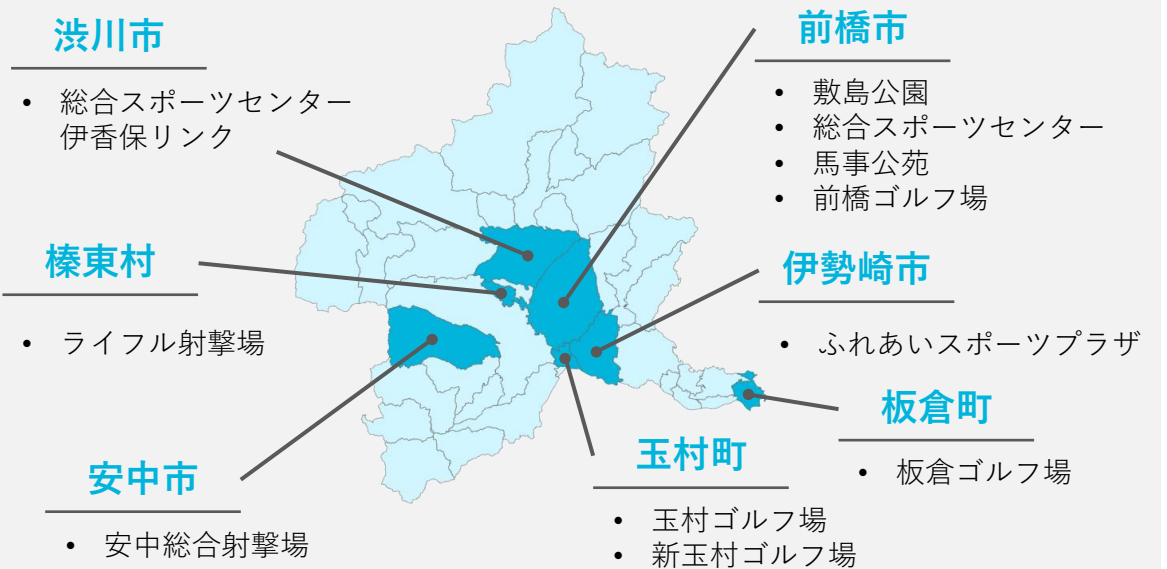 渋川市
• 総合スポーツセンター
伊香保リンク
榛東村
• ライフル射撃場
安中市
• 安中総合射撃場
前橋市
• 敷島公園
• 総合スポーツセンター
• 馬事公苑
• 前橋ゴルフ場
伊勢崎市
• ふれあいスポーツプラザ
板倉町
• 板倉ゴルフ場
玉村町
• 玉村ゴルフ場
• 新玉村ゴルフ場